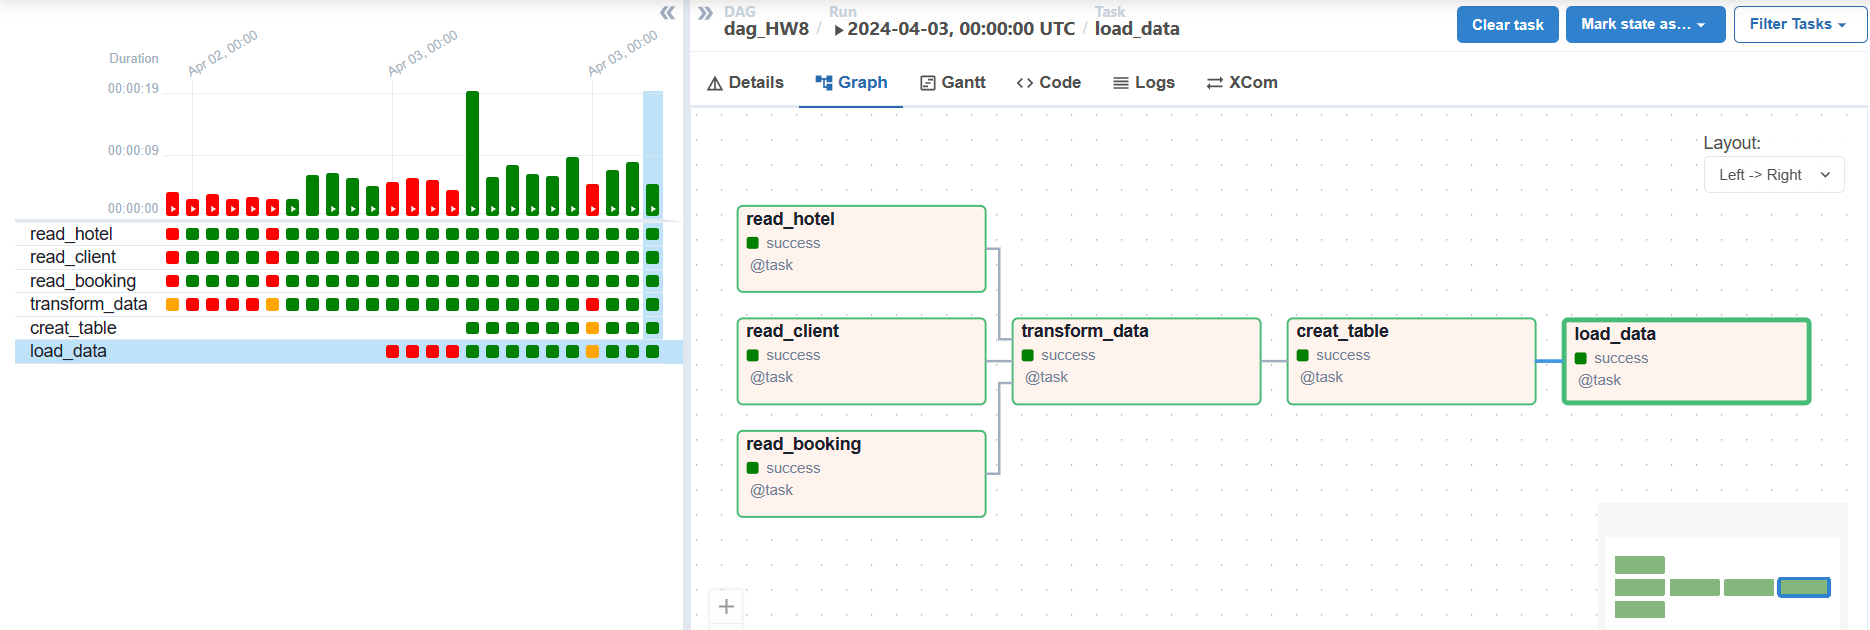 Duration
00:00:19
00:00:09
00:00:00
Apr 02, 00:00
Apr 03, 00:00
Apr 03, 00:00
read_hotel
read_client
read_booking
transform_data
creat_table
load_data
DAG
dag_HW8
/
Run
2024-04-03, 00:00:00 UTC
/
Task
load_data
Clear task
Mark state as...
Filter Tasks
Details
Graph
Gantt
Code
Logs
XCom
Layout:
Left -> Right
read_hotel
success
@task
read_client
success
@task
read_booking
success
@task
transform_data
success
@task
creat_table
success
@task
load_data
success
@task